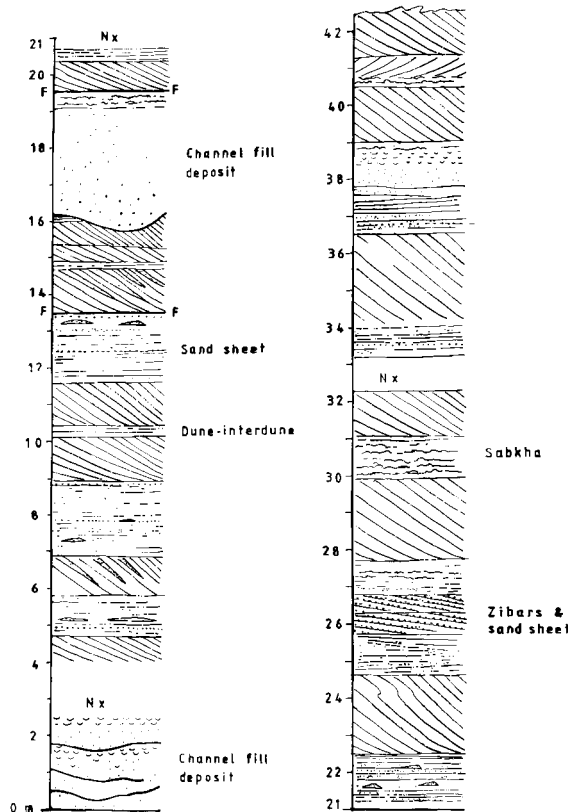 21
Nx
20
F F
18
Channel fill
deposit
16
14
F F
12
Sand sheet
10
Dune-interdune
8
6
4
Nx
2
Channel fill
deposit
0 m
42
40
38
36
34
Nx
32
Sabkha
30
28
Zibars &
sand sheet
26
24
22
21